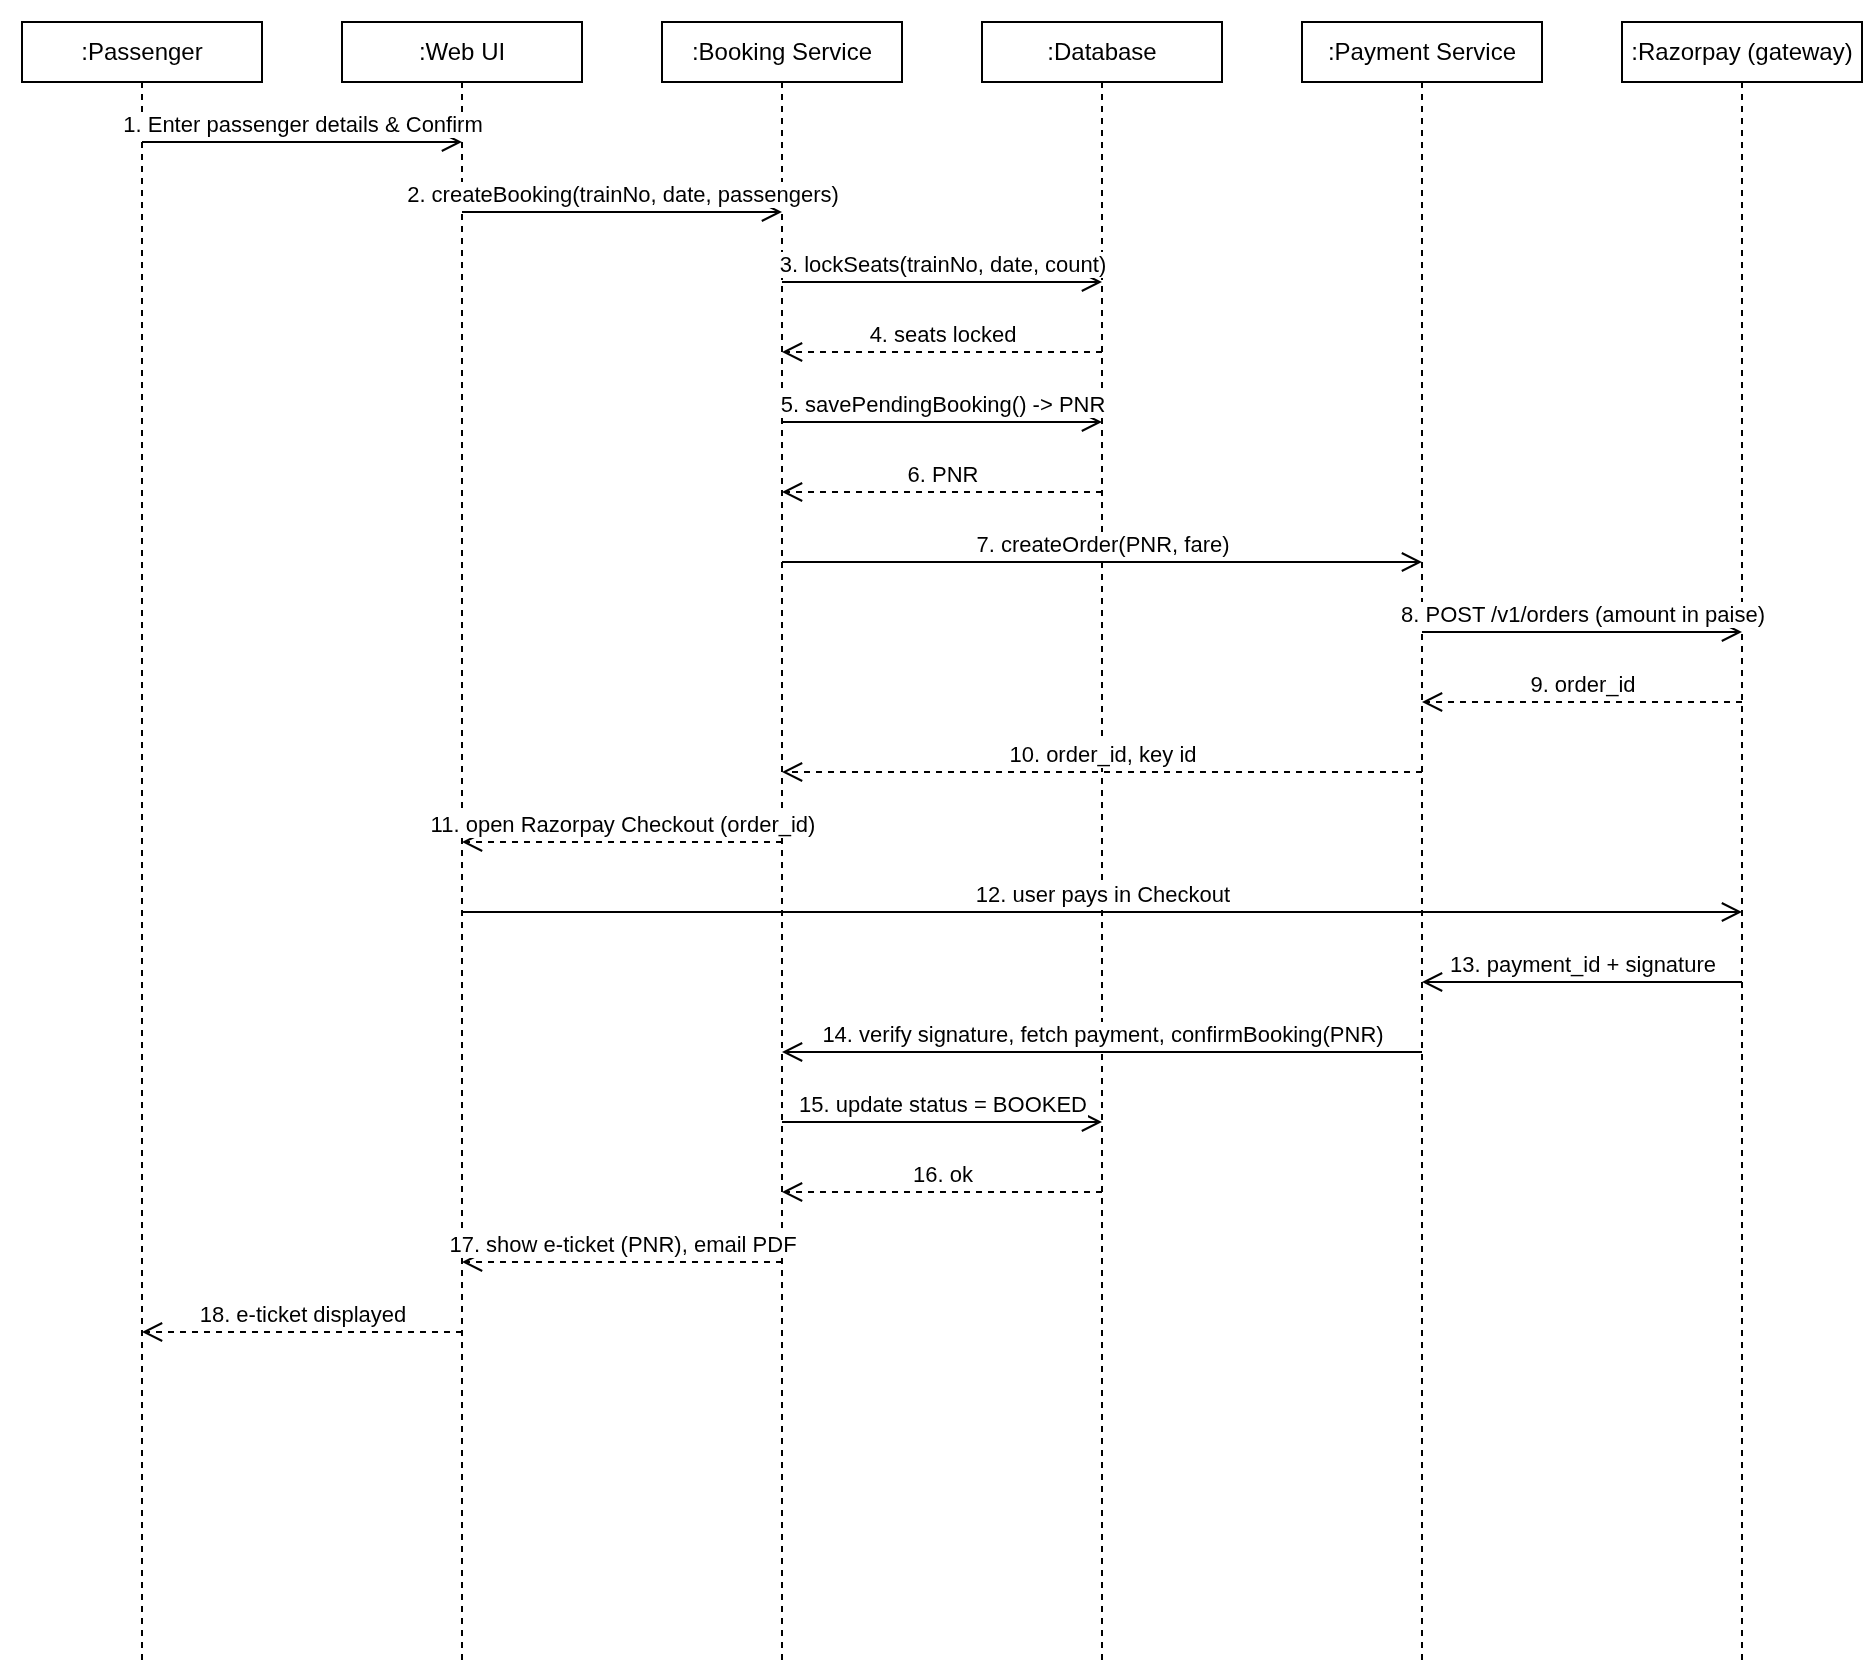 :Passenger
:Web UI
:Booking Service
:Database
:Payment Service
:Razorpay (gateway)
1. Enter passenger details & Confirm
2. createBooking(trainNo, date, passengers)
3. lockSeats(trainNo, date, count)
4. seats locked
5. savePendingBooking() -> PNR
6. PNR
7. createOrder(PNR, fare)
8. POST /v1/orders (amount in paise)
9. order_id
10. order_id, key id
11. open Razorpay Checkout (order_id)
12. user pays in Checkout
13. payment_id + signature
14. verify signature, fetch payment, confirmBooking(PNR)
15. update status = BOOKED
16. ok
17. show e-ticket (PNR), email PDF
18. e-ticket displayed